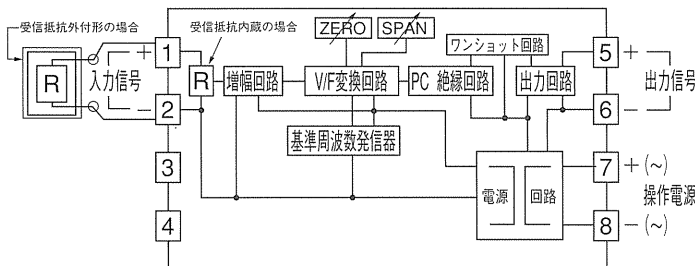 受信抵抗外付形の場合
受信抵抗内蔵の場合
ZERO
SPAN
ワンショット回路
R
+
入力信号
−
1
2
3
4
R
増幅回路
V/F変換回路
PC 絶縁回路
出力回路
基準周波数発信器
電源
回路
5
+
出力信号
6
−
7
+(~)
操作電源
8
−(~)